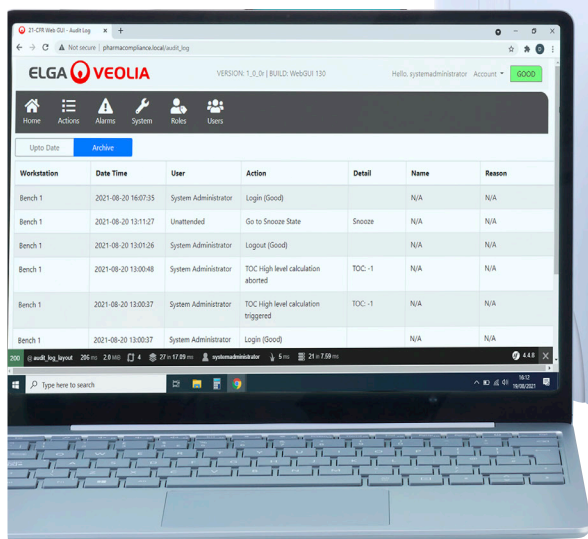 21-CFR Web GUI - Audit Log
Not secure | pharmacompliance.local/audit_log
ELGA VEOLIA
VERSION: 1_0_0r | BUILD: WebGUI 130
Hello, systemadministrator Account GOOD
Home Actions Alarms System Roles Users
Upto Date Archive
Workstation Date Time User Action Detail Name Reason
Bench 1 2021-08-20 16:07:35 System Administrator Login (Good) N/A N/A
Bench 1 2021-08-20 13:11:27 Unattended Go to Snooze State Snooze N/A N/A
Bench 1 2021-08-20 13:01:26 System Administrator Logout (Good) N/A N/A
Bench 1 2021-08-20 13:00:48 System Administrator TOC High level calculation TOC: -1 N/A N/A
aborted
Bench 1 2021-08-20 13:00:37 System Administrator TOC High level calculation TOC: -1 N/A N/A
triggered
Bench 1 2021-08-20 13:00:37 System Administrator Login (Good) N/A N/A
200 @ audit_log_layout 206 ms 2.0 MiB 4 27 in 17.09 ms systemadministrator 5 ms 21 in 7.59 ms 4.4.8
Type here to search
16:12
19/08/2021